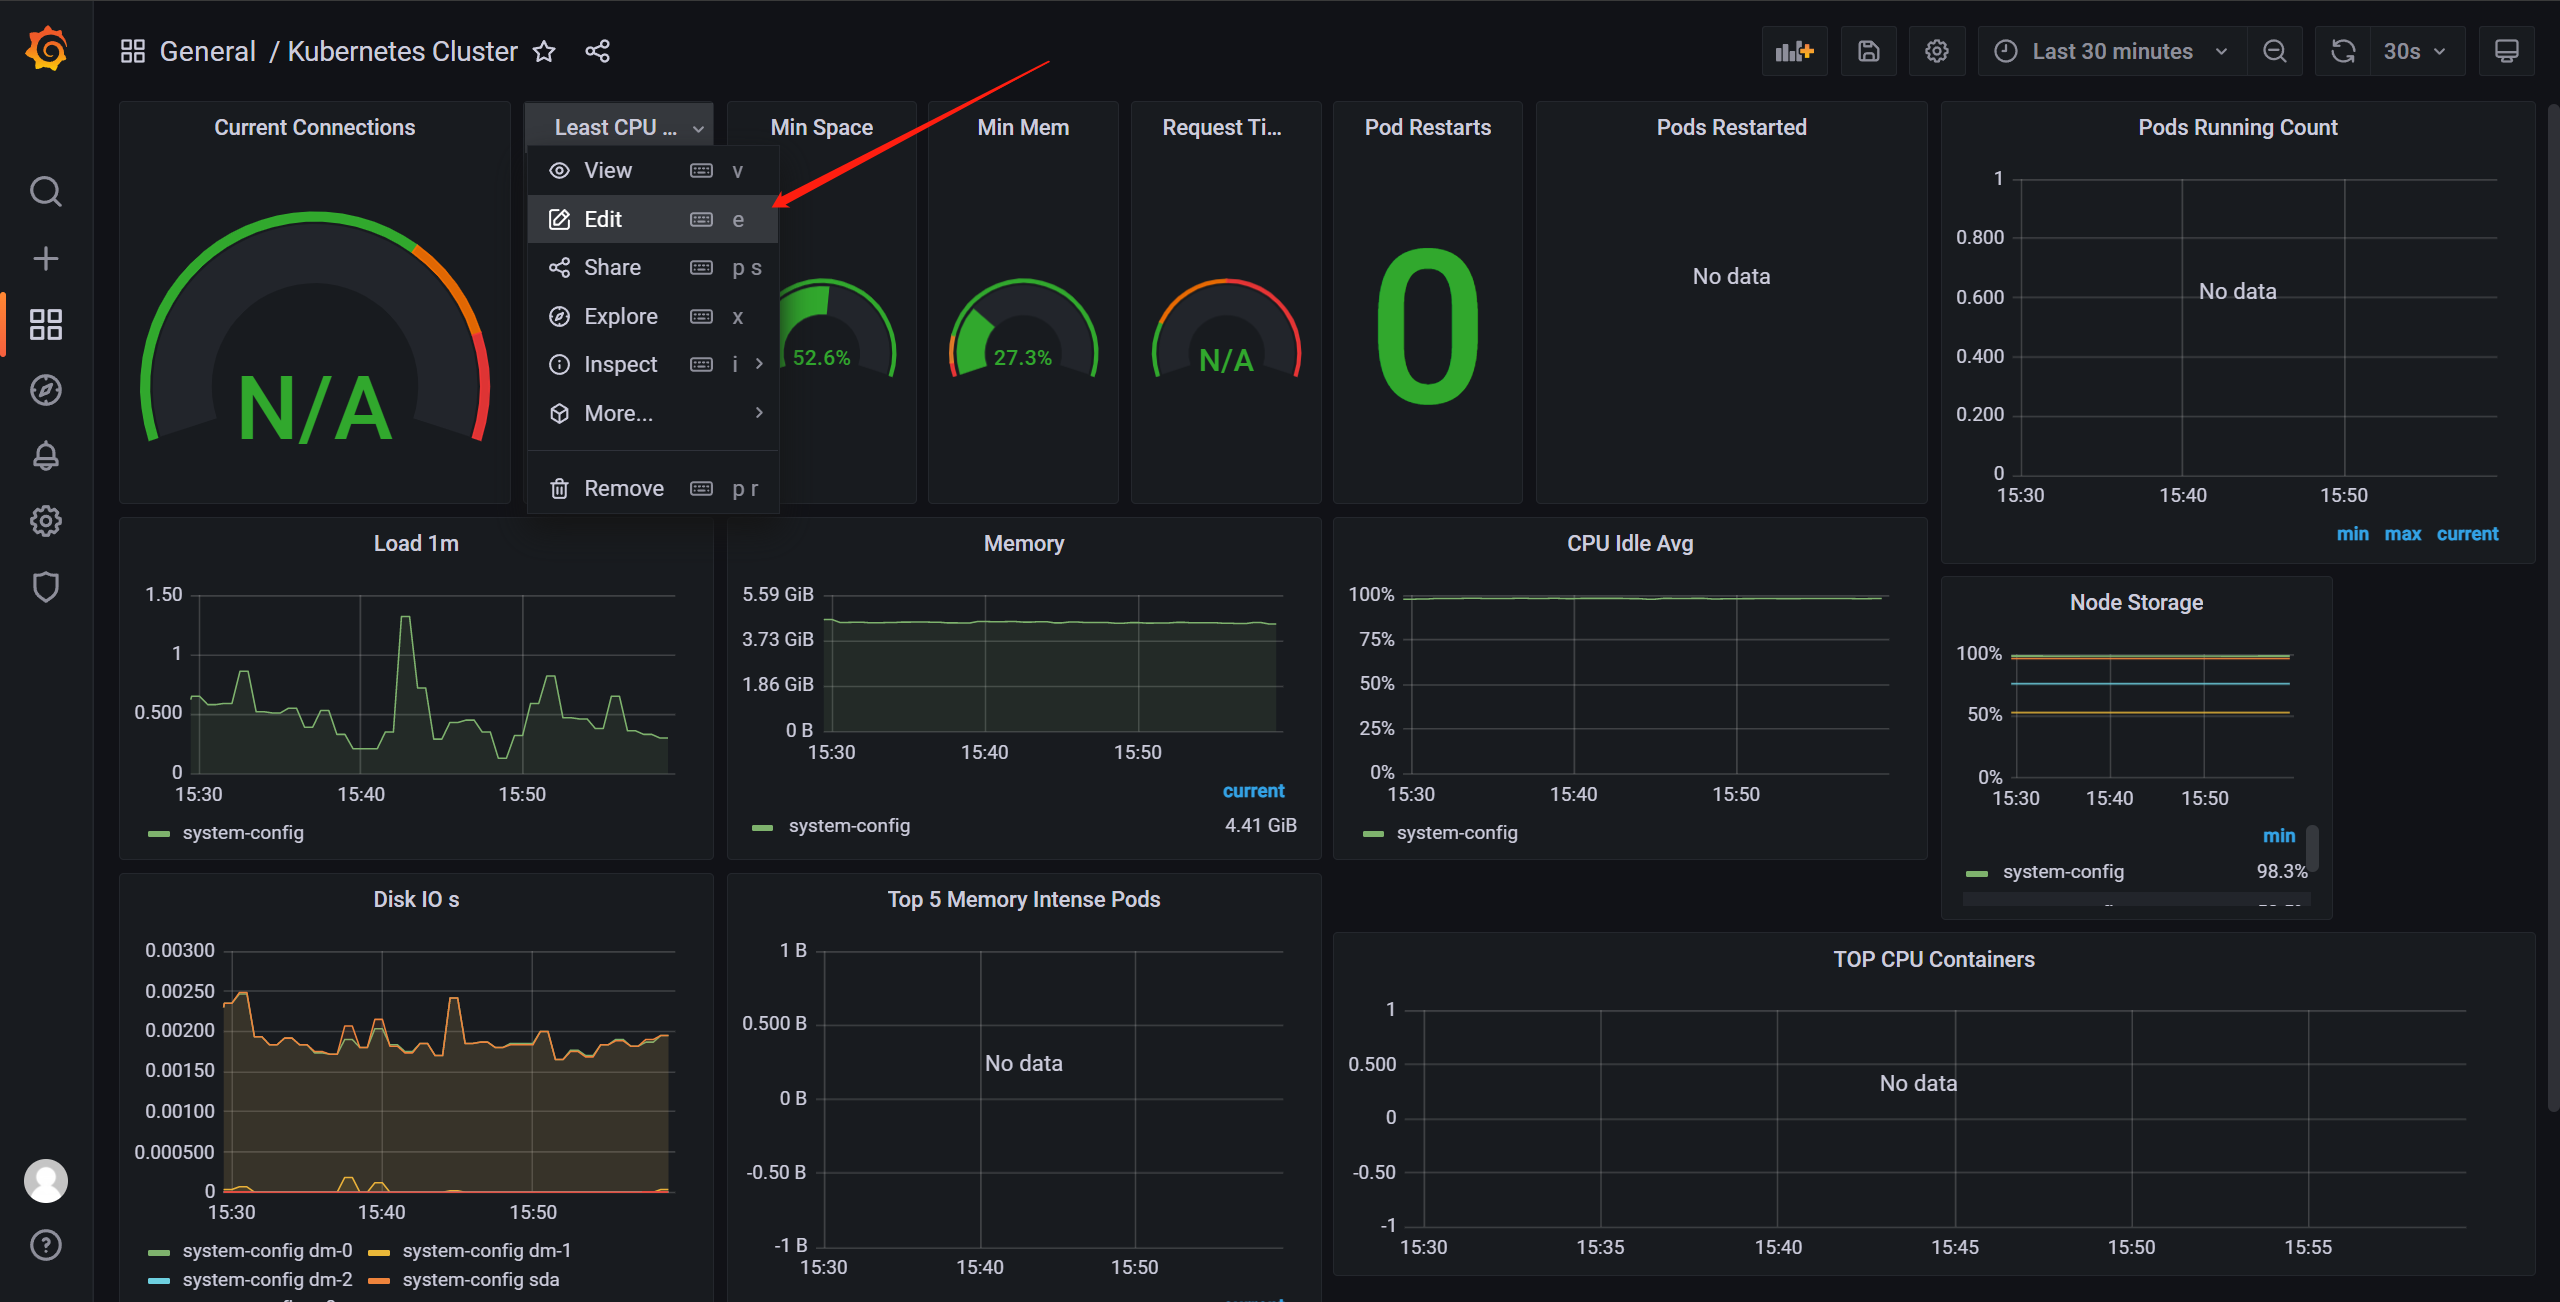 General / Kubernetes Cluster
Last 30 minutes
30s
Current Connections
N/A
Least CPU ...
View v
Edit e
Share p s
Explore x
Inspect i
More...
Remove p r
Min Space
52.6%
Min Mem
27.3%
Request Ti...
N/A
Pod Restarts
0
Pods Restarted
No data
Pods Running Count
1
0.800
0.600
0.400
0.200
0
No data
15:30 15:40 15:50
min max current
Load 1m
1.50
1
0.500
0
15:30 15:40 15:50
system-config
Memory
5.59 GiB
3.73 GiB
1.86 GiB
0 B
15:30 15:40 15:50
current
system-config 4.41 GiB
CPU Idle Avg
100%
75%
50%
25%
0%
15:30 15:40 15:50
system-config
Node Storage
100%
50%
0%
15:30 15:40 15:50
min
system-config 98.3%
Disk IO s
0.00300
0.00250
0.00200
0.00150
0.00100
0.000500
0
15:30 15:40 15:50
system-config dm-0 system-config dm-1
system-config dm-2 system-config sda
Top 5 Memory Intense Pods
1 B
0.500 B
0 B
-0.50 B
-1 B
No data
15:30 15:40 15:50
TOP CPU Containers
1
0.500
0
-0.50
-1
No data
15:30 15:35 15:40 15:45 15:50 15:55